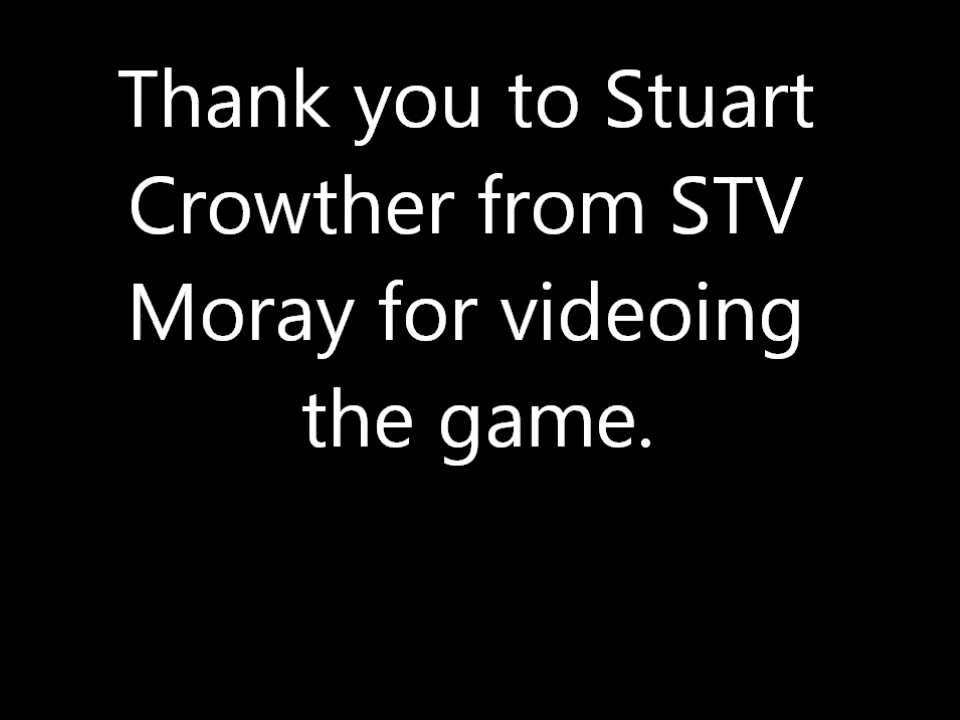 Thank you to Stuart
Crowther from STV
Moray for videoing
the game.